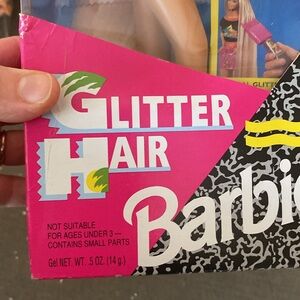 GLITTER
HAIR
Barbie
NOT SUITABLE
FOR AGES UNDER 3 —
CONTAINS SMALL PARTS
Gel NET WT. .5 OZ. (14 g.)